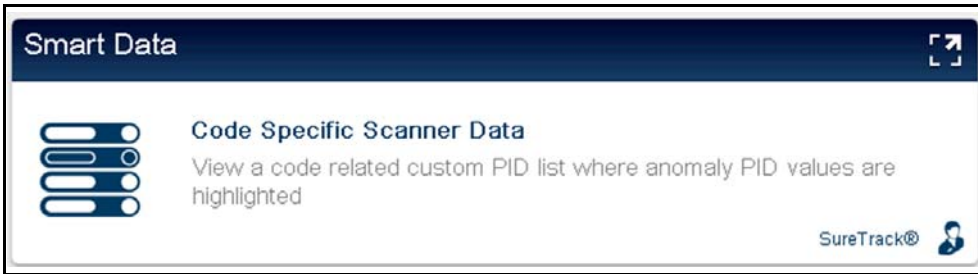 Smart Data
Code Specific Scanner Data
View a code related custom PID list where anomaly PID values are
highlighted
SureTrack®